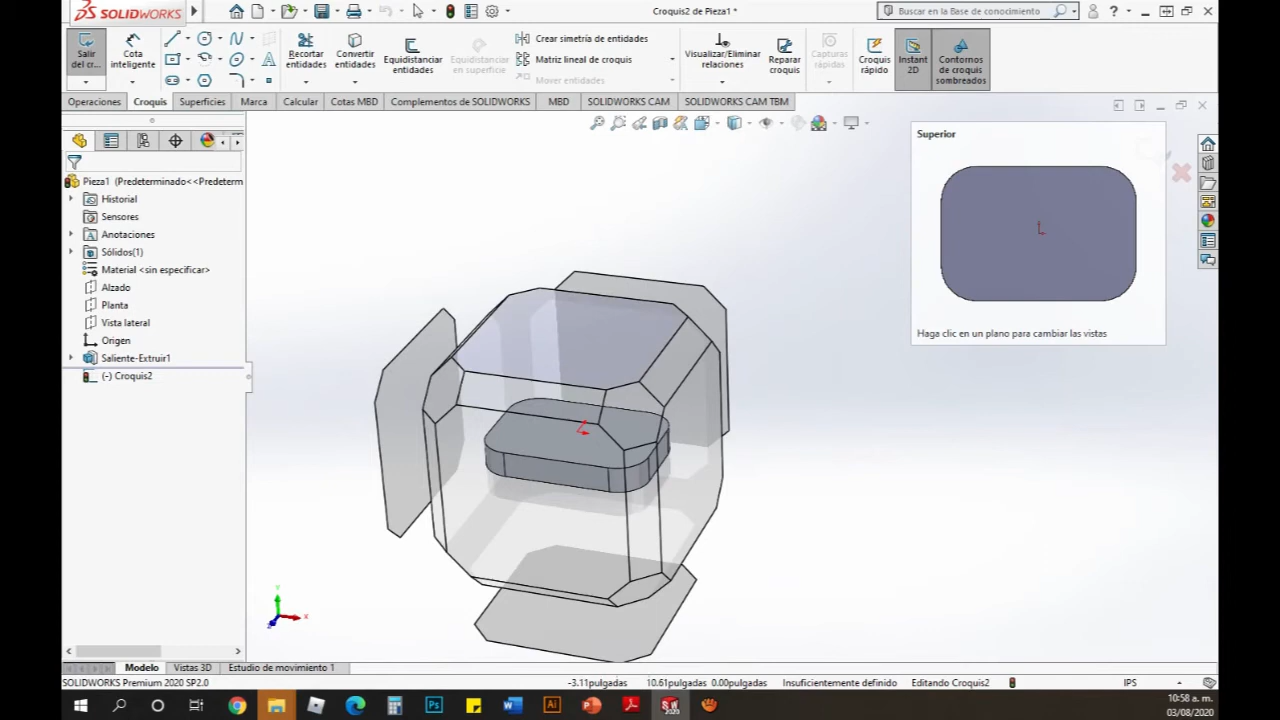 SOLIDWORKS
Croquis2 de Pieza1 *
Buscar en la Base de conocimiento
Salir del cr...
Cota inteligente
Recortar entidades
Convertir entidades
Equidistanciar entidades
Equidistanciar en superficie
Crear simetría de entidades
Matriz lineal de croquis
Mover entidades
Visualizar/Eliminar relaciones
Reparar croquis
Capturas rápidas
Croquis rápido
Instant 2D
Contornos de croquis sombreados
Operaciones
Croquis
Superficies
Marca
Calcular
Cotas MBD
Complementos de SOLIDWORKS
MBD
SOLIDWORKS CAM
SOLIDWORKS CAM TBM
Pieza1 (Predeterminado<<Predeterm
Historial
Sensores
Anotaciones
Sólidos(1)
Material <sin especificar>
Alzado
Planta
Vista lateral
Origen
Saliente-Extruir1
(-) Croquis2
Superior
Haga clic en un plano para cambiar las vistas
Y
X
Z
Modelo
Vistas 3D
Estudio de movimiento 1
SOLIDWORKS Premium 2020 SP2.0
-3.11pulgadas
10.61pulgadas
0.00pulgadas
Insuficientemente definido
Editando Croquis2
IPS
10:58 a. m.
03/08/2020